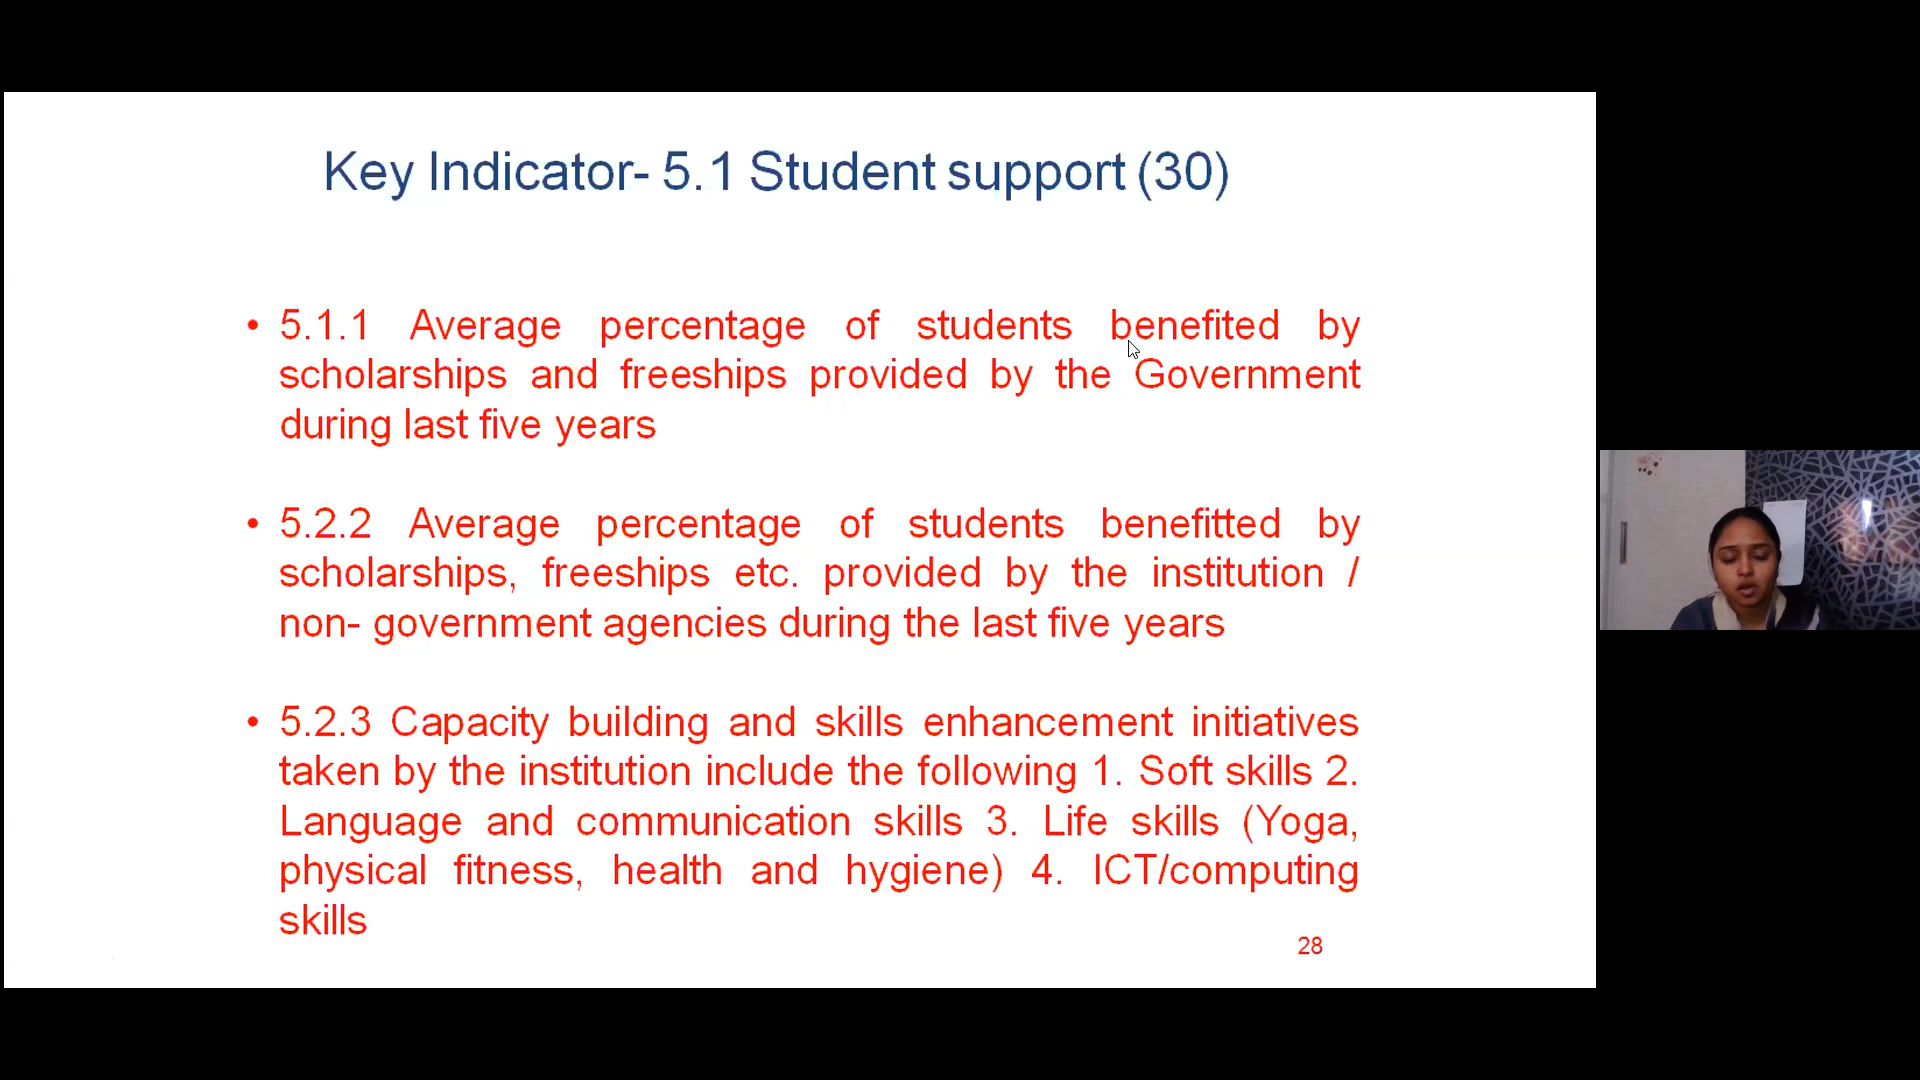 Key Indicator- 5.1 Student support (30)
• 5.1.1 Average percentage of students benefited by
scholarships and freeships provided by the Government
during last five years
• 5.2.2 Average percentage of students benefitted by
scholarships, freeships etc. provided by the institution /
non- government agencies during the last five years
• 5.2.3 Capacity building and skills enhancement initiatives
taken by the institution include the following 1. Soft skills 2.
Language and communication skills 3. Life skills (Yoga,
physical fitness, health and hygiene) 4. ICT/computing
skills
28